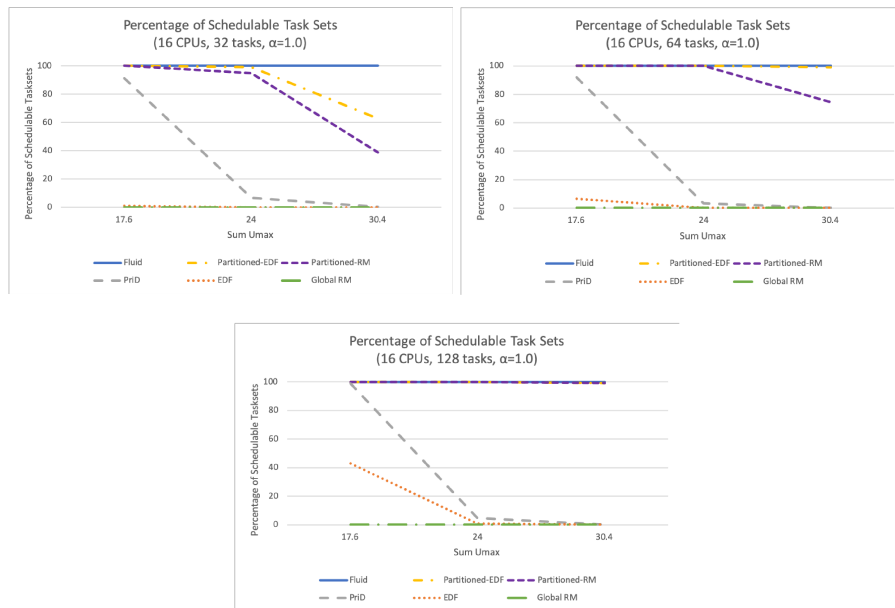 Percentage of Schedulable Task Sets
(16 CPUs, 32 tasks, α=1.0)
Percentage of Schedulable Tasksets
100
80
60
40
20
0
17.6 24 30.4
Sum Umax
Fluid Partitioned-EDF Partitioned-RM
PriD EDF Global RM
Percentage of Schedulable Task Sets
(16 CPUs, 64 tasks, α=1.0)
Percentage of Schedulable Tasksets
100
80
60
40
20
0
17.6 24 30.4
Sum Umax
Fluid Partitioned-EDF Partitioned-RM
PriD EDF Global RM
Percentage of Schedulable Task Sets
(16 CPUs, 128 tasks, α=1.0)
Percentage of Schedulable Tasksets
100
80
60
40
20
0
17.6 24 30.4
Sum Umax
Fluid Partitioned-EDF Partitioned-RM
PriD EDF Global RM